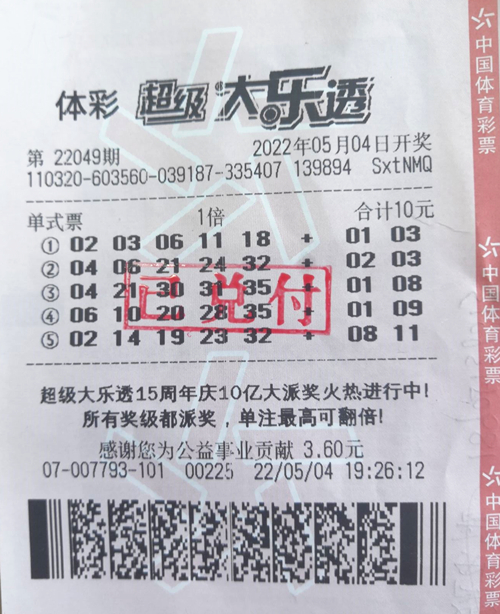 体彩 超级大乐透
第 22049期 2022年05月04日开奖
110320-603560-039187-335407 139894 SxtNMQ
单式票 1倍 合计10元
① 02 03 06 11 18 + 01 03
② 04 06 21 24 32 + 02 03
③ 04 21 30 31 35 + 01 08
④ 06 10 20 28 35 + 01 09
⑤ 02 14 19 23 32 + 08 11
已兑付
超级大乐透15周年庆10亿大派奖火热进行中!
所有奖级都派奖,单注最高可翻倍!
感谢您为公益事业贡献 3.60元
07-007793-101 00225 22/05/04 19:26:12
中国体育彩票
中国体育彩票
中国体育彩票